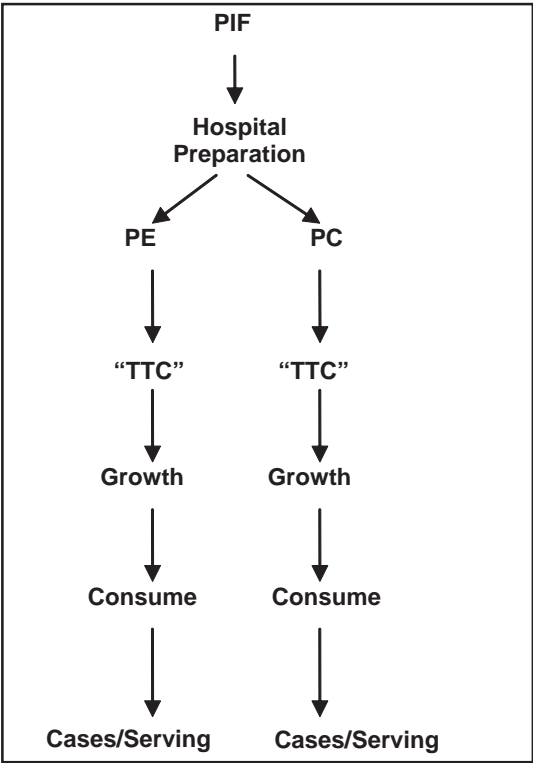 PIF
Hospital
Preparation
PE PC
“TTC” “TTC”
Growth Growth
Consume Consume
Cases/Serving Cases/Serving